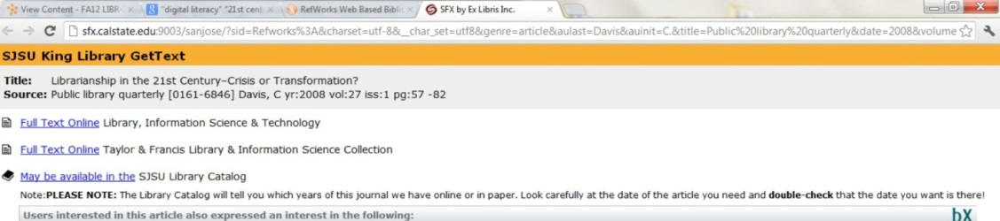 View Content - FA12 LIBR-
"digital literacy" "21st cent
RefWorks Web Based Biblio
SFX by Ex Libris Inc.
sfx.calstate.edu:9003/sanjose/?sid=Refworks%3A&charset=utf-8&__char_set=utf8&genre=article&aulast=Davis&auinit=C.&title=Public%20library%20quarterly&date=2008&volume
SJSU King Library GetText
Title: Librarianship in the 21st Century–Crisis or Transformation?
Source: Public library quarterly [0161-6846] Davis, C yr:2008 vol:27 iss:1 pg:57 -82
Full Text Online Library, Information Science & Technology
Full Text Online Taylor & Francis Library & Information Science Collection
May be available in the SJSU Library Catalog
Note:PLEASE NOTE: The Library Catalog will tell you which years of this journal we have online or in paper. Look carefully at the date of the article you need and double-check that the date you want is there!
Users interested in this article also expressed an interest in the following:
bX